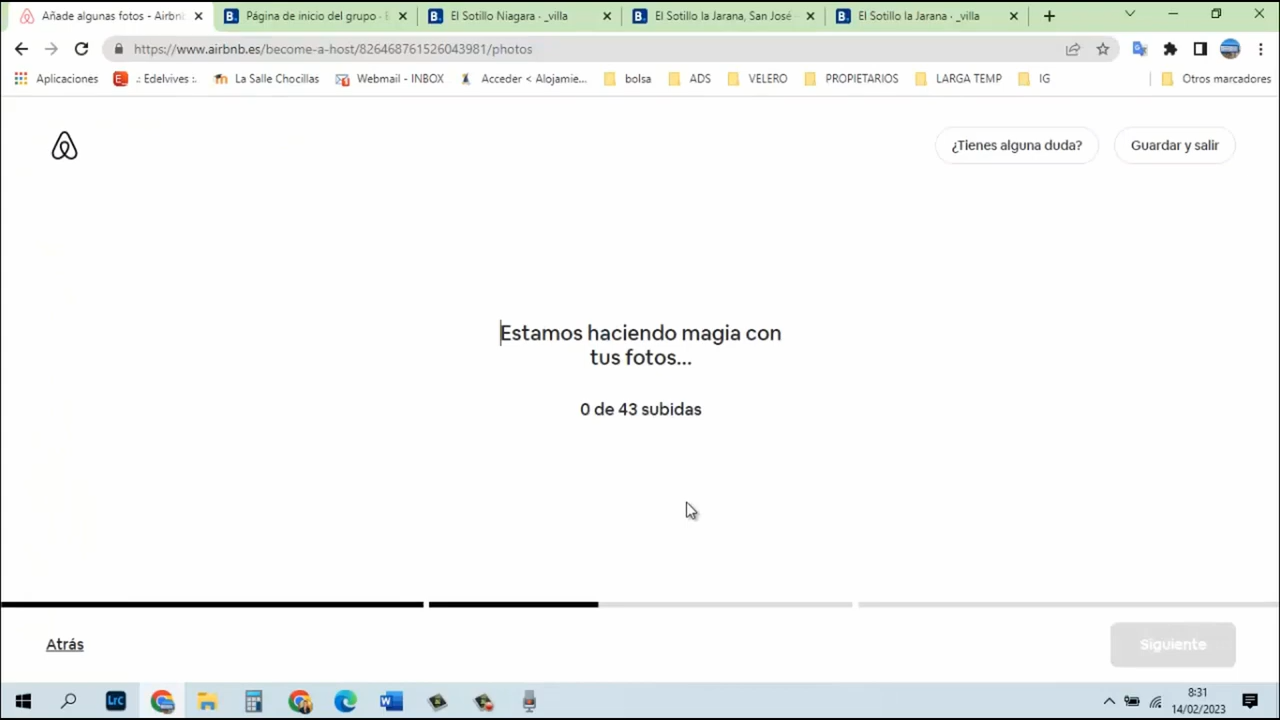 Añade algunas fotos - Airbn
Página de inicio del grupo ·
El Sotillo Niagara · _villa
El Sotillo la Jarana, San José
El Sotillo la Jarana · _villa
https://www.airbnb.es/become-a-host/826468761526043981/photos
Aplicaciones
.: Edelvives :.
La Salle Chocillas
Webmail - INBOX
Acceder < Alojamie...
bolsa
ADS
VELERO
PROPIETARIOS
LARGA TEMP
IG
Otros marcadores
¿Tienes alguna duda?
Guardar y salir
Estamos haciendo magia con
tus fotos...
0 de 43 subidas
Atrás
Siguiente
LrC
8:31
14/02/2023